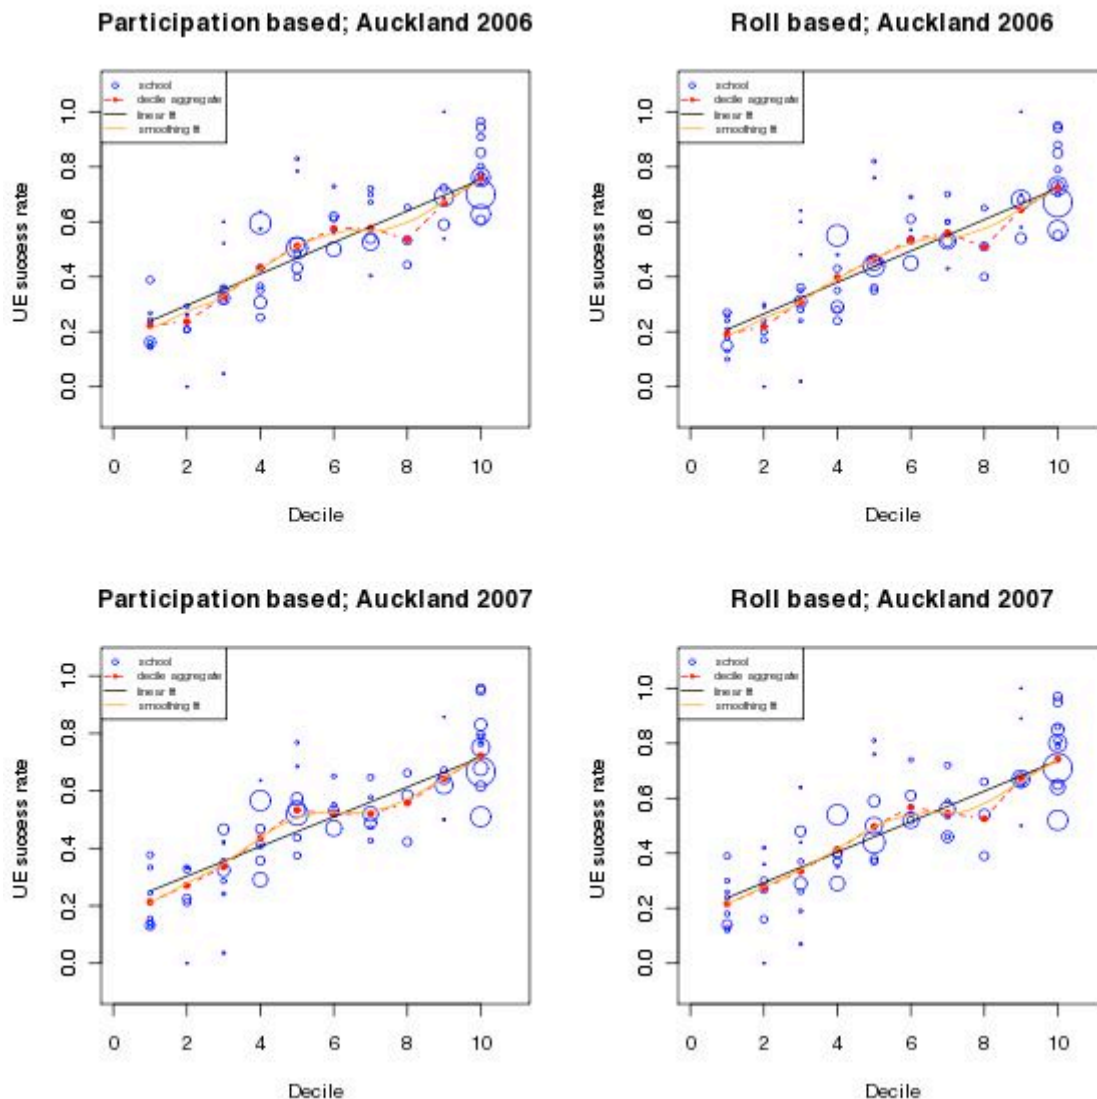 Participation based; Auckland 2006
school
decile aggregate
linear fit
smoothing fit
UE success rate
0.0 0.2 0.4 0.6 0.8 1.0
0 2 4 6 8 10
Decile
Roll based; Auckland 2006
school
decile aggregate
linear fit
smoothing fit
UE success rate
0.0 0.2 0.4 0.6 0.8 1.0
0 2 4 6 8 10
Decile
Participation based; Auckland 2007
school
decile aggregate
linear fit
smoothing fit
UE success rate
0.0 0.2 0.4 0.6 0.8 1.0
0 2 4 6 8 10
Decile
Roll based; Auckland 2007
school
decile aggregate
linear fit
smoothing fit
UE success rate
0.0 0.2 0.4 0.6 0.8 1.0
0 2 4 6 8 10
Decile